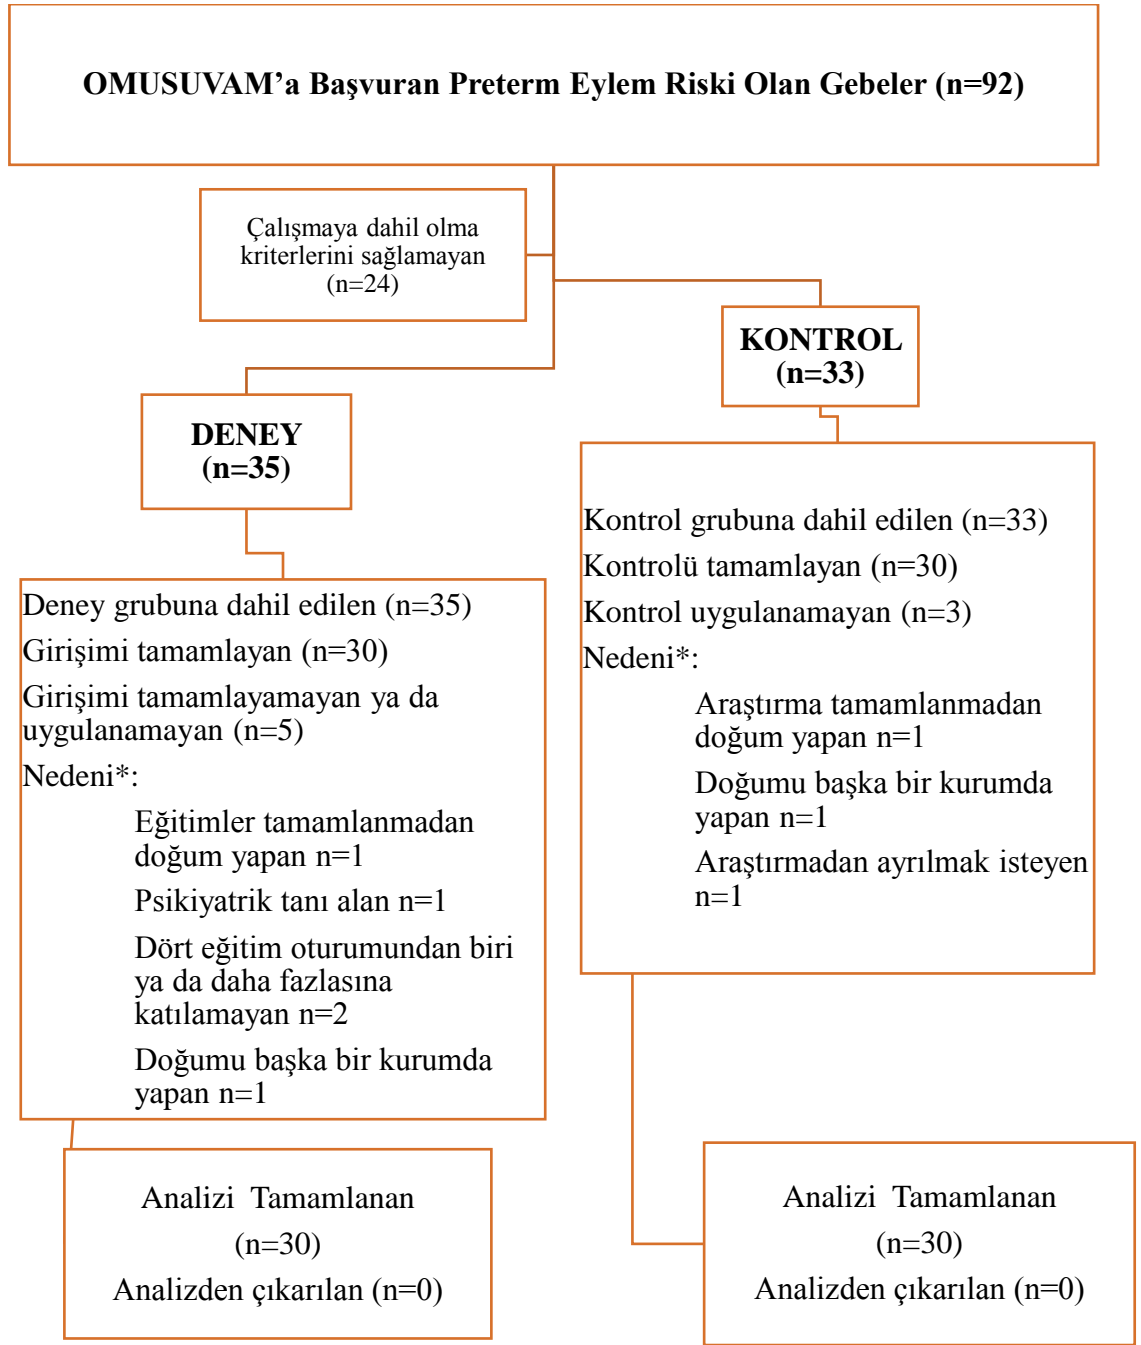 OMUSUVAM’a Başvuran Preterm Eylem Riski Olan Gebeler (n=92)
Çalışmaya dahil olma
kriterlerini sağlamayan
(n=24)
KONTROL
(n=33)
DENEY
(n=35)
Kontrol grubuna dahil edilen (n=33)
Kontrolü tamamlayan (n=30)
Kontrol uygulanamayan (n=3)
Nedeni*:
Araştırma tamamlanmadan
doğum yapan n=1
Doğumu başka bir kurumda
yapan n=1
Araştırmadan ayrılmak isteyen
n=1
Deney grubuna dahil edilen (n=35)
Girişimi tamamlayan (n=30)
Girişimi tamamlayamayan ya da
uygulanamayan (n=5)
Nedeni*:
Eğitimler tamamlanmadan
doğum yapan n=1
Psikiyatrik tanı alan n=1
Dört eğitim oturumundan biri
ya da daha fazlasına
katılamayan n=2
Doğumu başka bir kurumda
yapan n=1
Analizi Tamamlanan
(n=30)
Analizden çıkarılan (n=0)
Analizi Tamamlanan
(n=30)
Analizden çıkarılan (n=0)